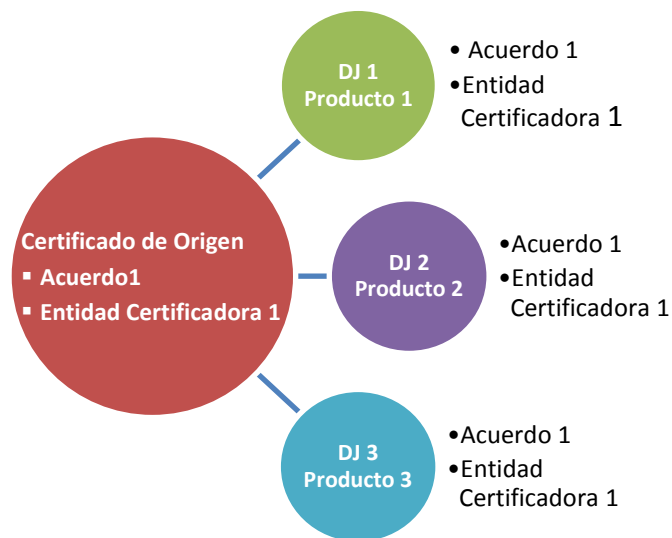 Certificado de Origen
▪ Acuerdo1
▪ Entidad Certificadora 1
DJ 1
Producto 1
• Acuerdo 1
•Entidad
Certificadora 1
DJ 2
Producto 2
•Acuerdo 1
•Entidad
Certificadora 1
DJ 3
Producto 3
•Acuerdo 1
•Entidad
Certificadora 1